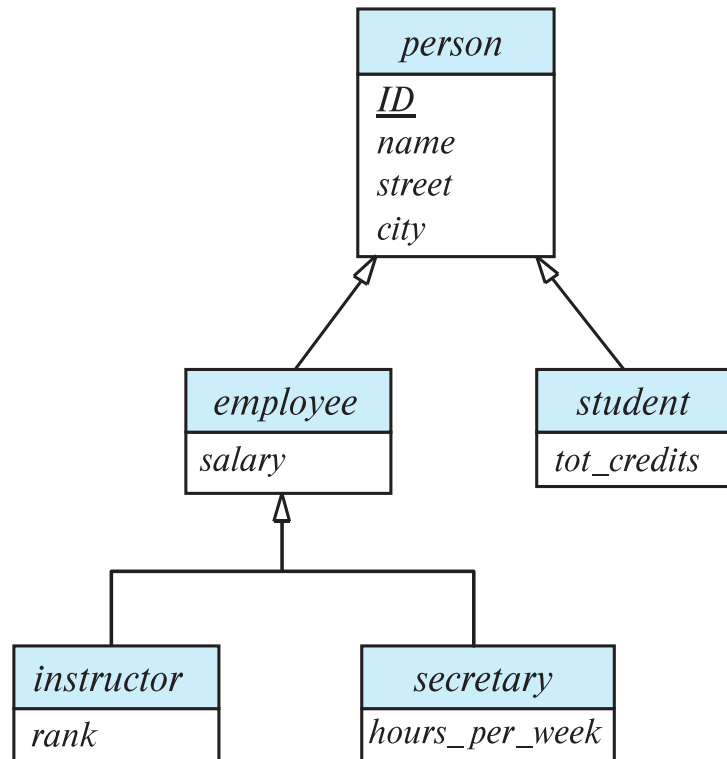 person
ID
name
street
city
employee
salary
student
tot_credits
instructor
rank
secretary
hours_per_week